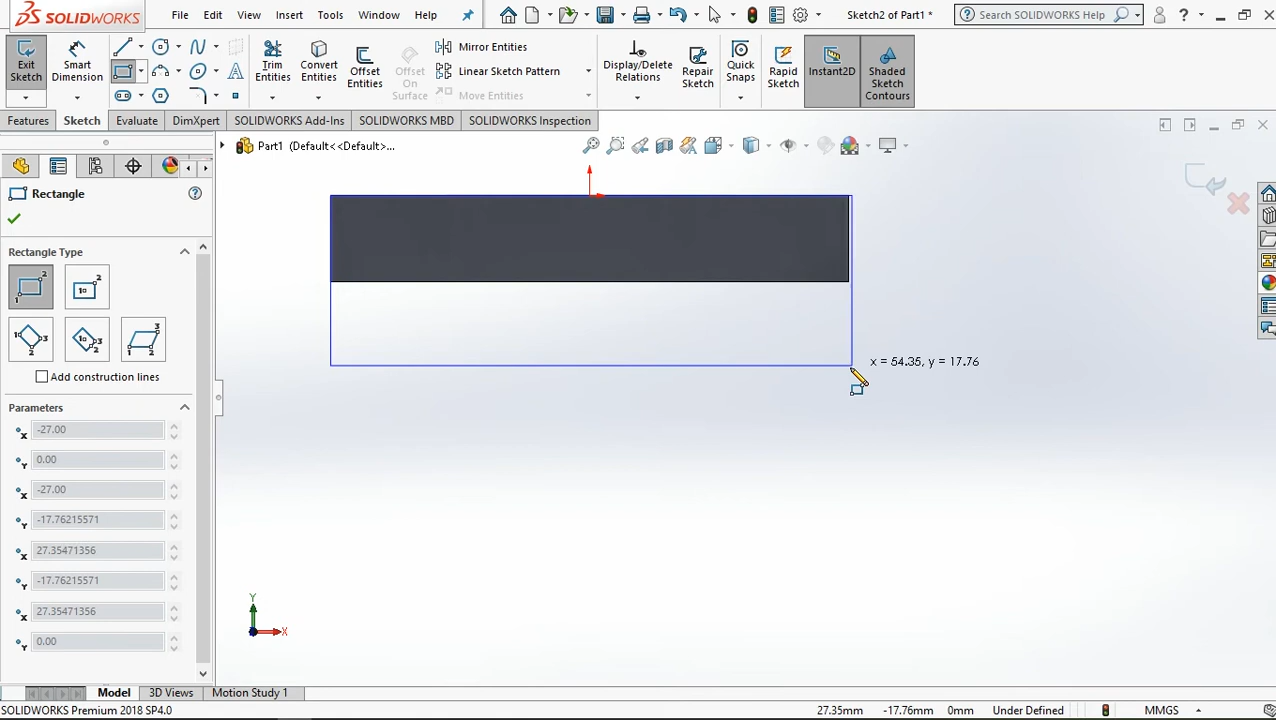 SOLIDWORKS
File
Edit
View
Insert
Tools
Window
Help
Sketch2 of Part1 *
Search SOLIDWORKS Help
?
Exit
Sketch
Smart
Dimension
Trim
Entities
Convert
Entities
Offset
Entities
Offset
On
Surface
Mirror Entities
Linear Sketch Pattern
Move Entities
Display/Delete
Relations
Repair
Sketch
Quick
Snaps
Rapid
Sketch
Instant2D
Shaded
Sketch
Contours
Features
Sketch
Evaluate
DimXpert
SOLIDWORKS Add-Ins
SOLIDWORKS MBD
SOLIDWORKS Inspection
Part1 (Default<<Default>...
Rectangle
Rectangle Type
Add construction lines
Parameters
-27.00
0.00
-27.00
-17.76215571
27.35471356
-17.76215571
27.35471356
0.00
x = 54.35, y = 17.76
Y
X
Model
3D Views
Motion Study 1
SOLIDWORKS Premium 2018 SP4.0
27.35mm
-17.76mm
0mm
Under Defined
MMGS